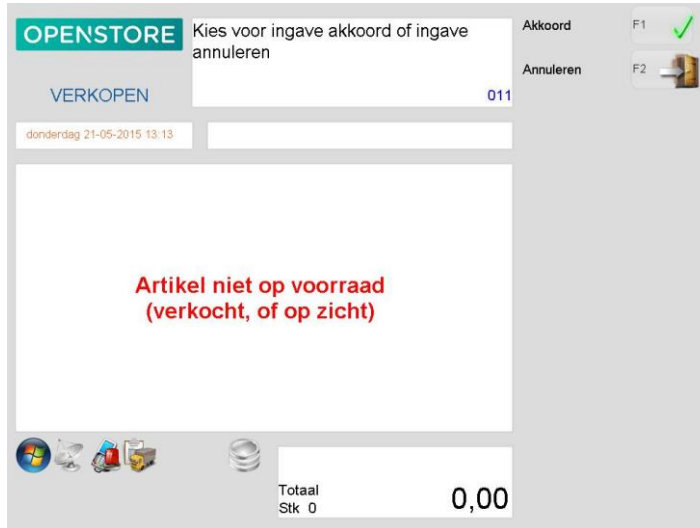 OPENSTORE
Kies voor ingave akkoord of ingave
annuleren
011
VERKOPEN
Akkoord
F1
Annuleren
F2
donderdag 21-05-2015 13:13
Artikel niet op voorraad
(verkocht, of op zicht)
Totaal
Stk 0
0,00